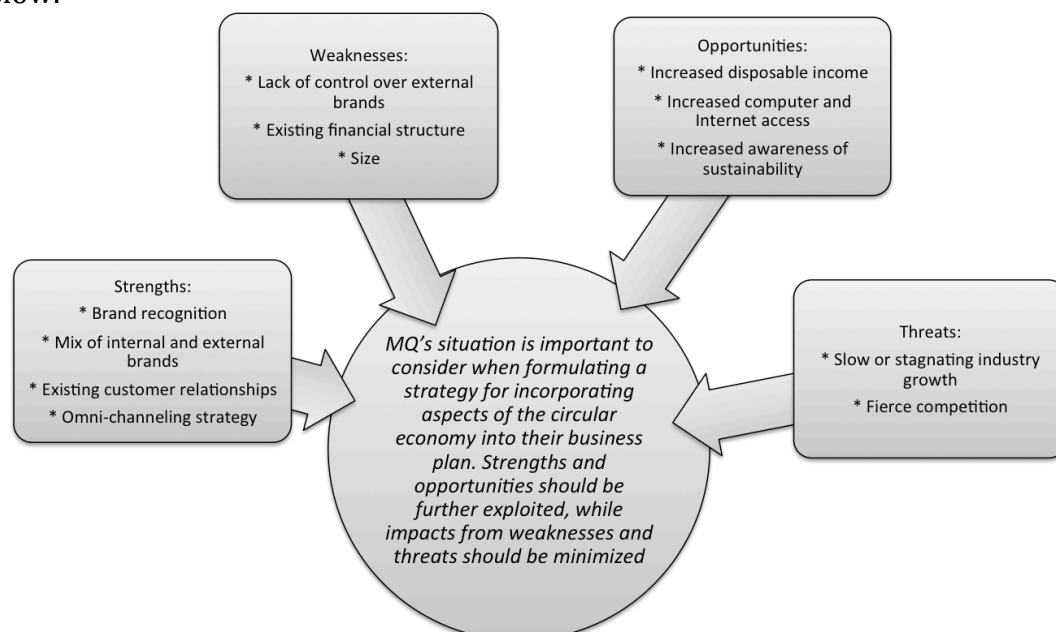 Weaknesses:
* Lack of control over external
brands
* Existing financial structure
* Size
Opportunities:
* Increased disposable income
* Increased computer and
Internet access
* Increased awareness of
sustainability
Strengths:
* Brand recognition
* Mix of internal and external
brands
* Existing customer relationships
* Omni-channeling strategy
Threats:
* Slow or stagnating industry
growth
* Fierce competition
MQ's situation is important to
consider when formulating a
strategy for incorporating
aspects of the circular
economy into their business
plan. Strengths and
opportunities should be
further exploited, while
impacts from weaknesses and
threats should be minimized